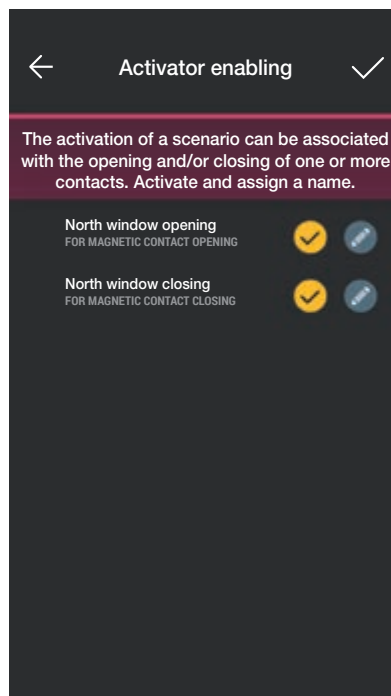 Activator enabling
The activation of a scenario can be associated
with the opening and/or closing of one or more
contacts. Activate and assign a name.
North window opening
FOR MAGNETIC CONTACT OPENING
North window closing
FOR MAGNETIC CONTACT CLOSING